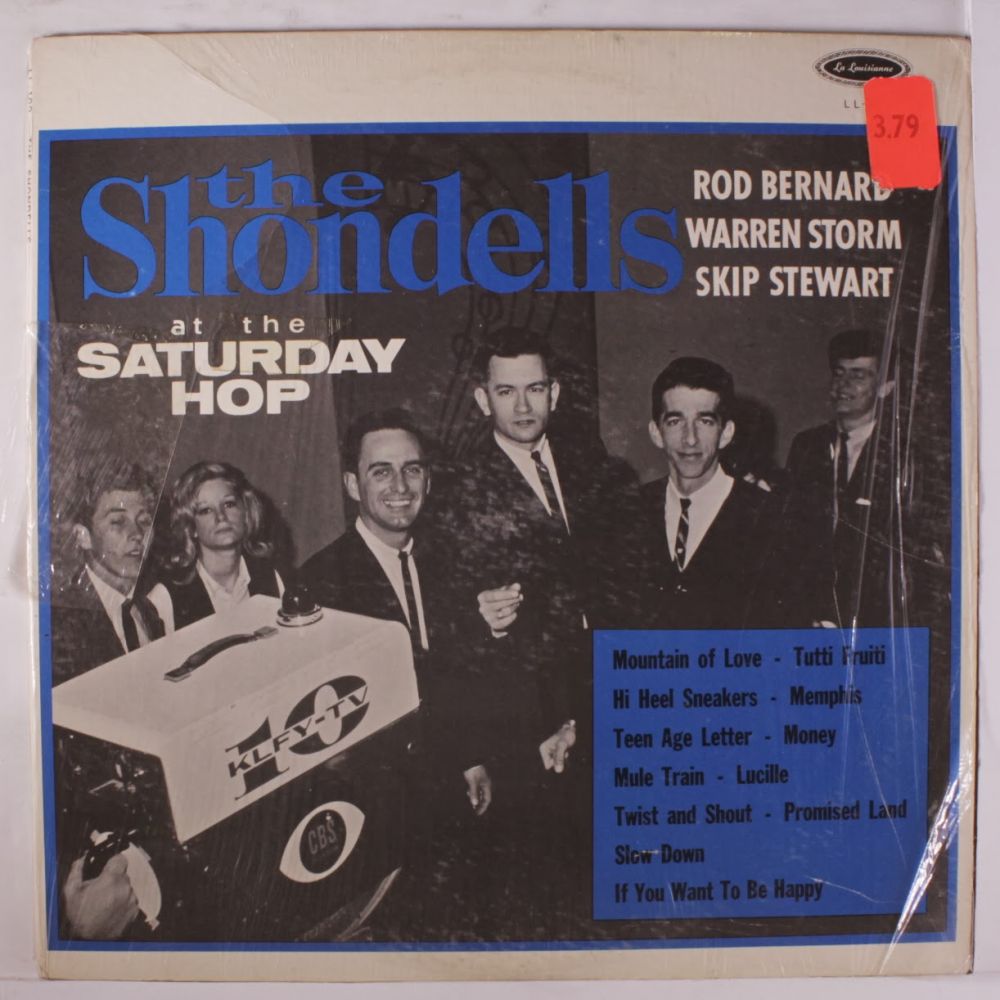 La Louisianne
LL-
3.79
the
Shondells
ROD BERNARD
WARREN STORM
SKIP STEWART
at the
SATURDAY
HOP
10
KLFY-TV
CBS
Mountain of Love - Tutti Fruiti
Hi Heel Sneakers - Memphis
Teen Age Letter - Money
Mule Train - Lucille
Twist and Shout - Promised Land
Slow Down
If You Want To Be Happy